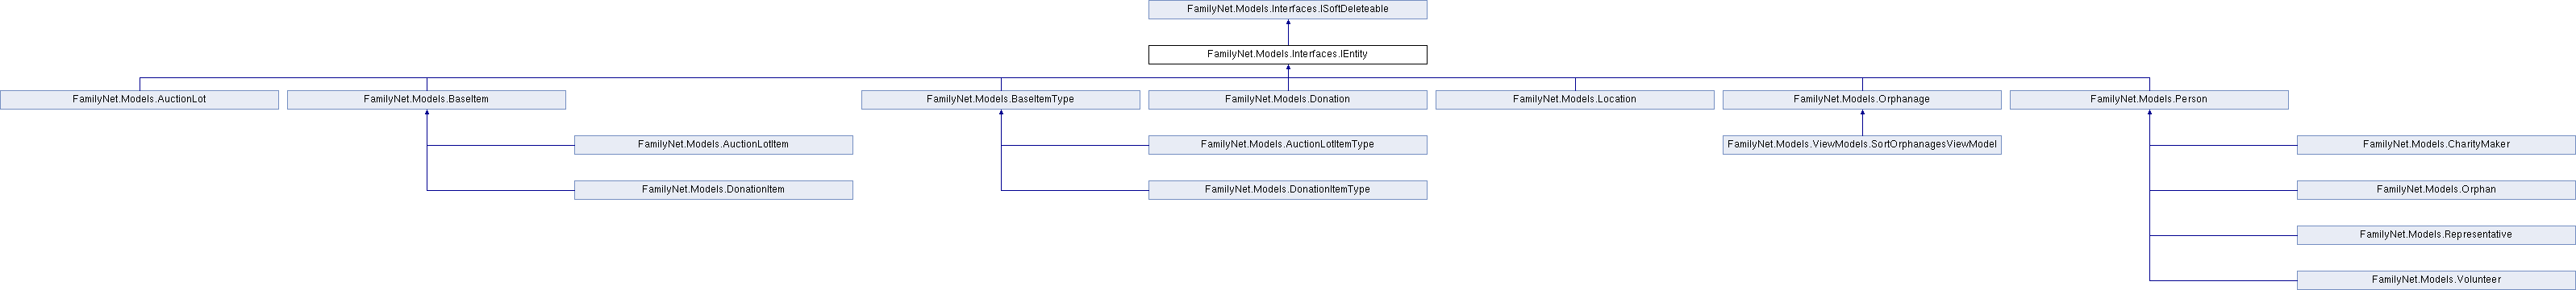 FamilyNet.Models.Interfaces.ISoftDeleteable
FamilyNet.Models.Interfaces.IEntity
FamilyNet.Models.AuctionLot
FamilyNet.Models.BaseItem
FamilyNet.Models.BaseItemType
FamilyNet.Models.Donation
FamilyNet.Models.Location
FamilyNet.Models.Orphanage
FamilyNet.Models.Person
FamilyNet.Models.AuctionLotItem
FamilyNet.Models.AuctionLotItemType
FamilyNet.Models.ViewModels.SortOrphanagesViewModel
FamilyNet.Models.CharityMaker
FamilyNet.Models.DonationItem
FamilyNet.Models.DonationItemType
FamilyNet.Models.Orphan
FamilyNet.Models.Representative
FamilyNet.Models.Volunteer